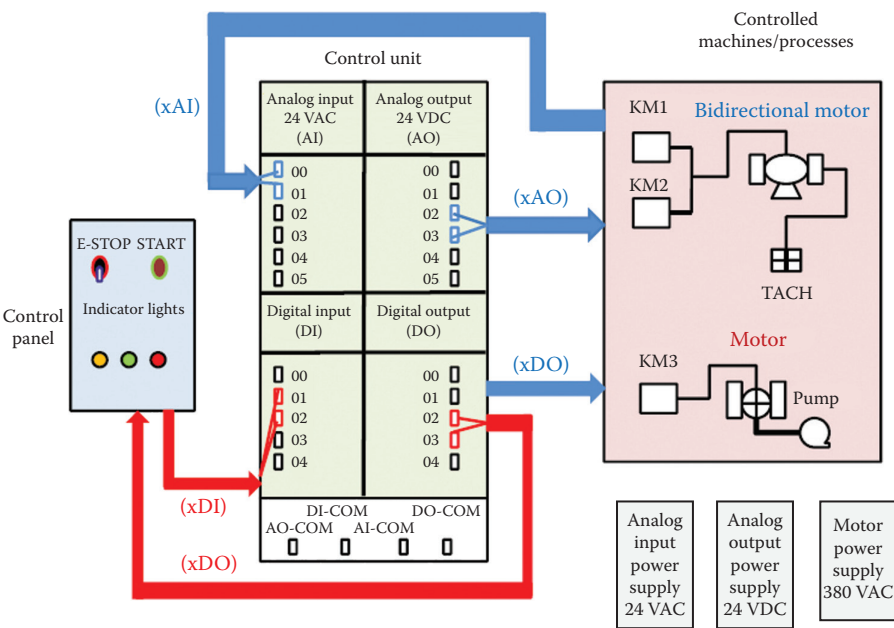 Control unit
Controlled
machines/processes
(xAI)
Analog input
24 VAC
(AI)
Analog output
24 VDC
(AO)
00
01
02
03
04
05
00
01
02
03
04
05
(xAO)
KM1
Bidirectional motor
KM2
TACH
Control
panel
E-STOP START
Indicator lights
Digital input
(DI)
Digital output
(DO)
00
01
02
03
04
00
01
02
03
04
(xDO)
Motor
KM3
Pump
(xDI)
(xDO)
DI-COM
DO-COM
AO-COM
AI-COM
Analog
input
power
supply
24 VAC
Analog
output
power
supply
24 VDC
Motor
power
supply
380 VAC